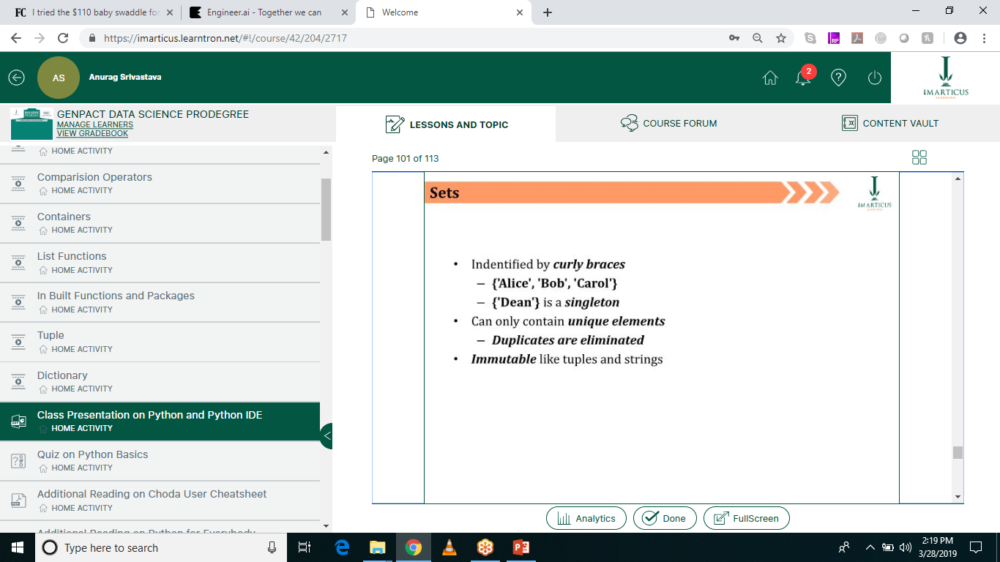 I tried the $110 baby swaddle for
Engineer.ai - Together we can
Welcome
https://imarticus.learntron.net/#!/course/42/204/2717
AS
Anurag Srivastava
2
IMARTICUS
LEARNING
GENPACT DATA SCIENCE PRODEGREE
MANAGE LEARNERS
VIEW GRADEBOOK
LESSONS AND TOPIC
COURSE FORUM
CONTENT VAULT
HOME ACTIVITY
Comparision Operators
HOME ACTIVITY
Containers
HOME ACTIVITY
List Functions
HOME ACTIVITY
In Built Functions and Packages
HOME ACTIVITY
Tuple
HOME ACTIVITY
Dictionary
HOME ACTIVITY
Class Presentation on Python and Python IDE
HOME ACTIVITY
Quiz on Python Basics
HOME ACTIVITY
Additional Reading on Choda User Cheatsheet
HOME ACTIVITY
Additional Reading on Python for Everybody
Page 101 of 113
Sets
IMARTICUS
LEARNING
• Indentified by curly braces
– {'Alice', 'Bob', 'Carol'}
– {'Dean'} is a singleton
• Can only contain unique elements
– Duplicates are eliminated
• Immutable like tuples and strings
Analytics
Done
FullScreen
Type here to search
2:19 PM
3/28/2019